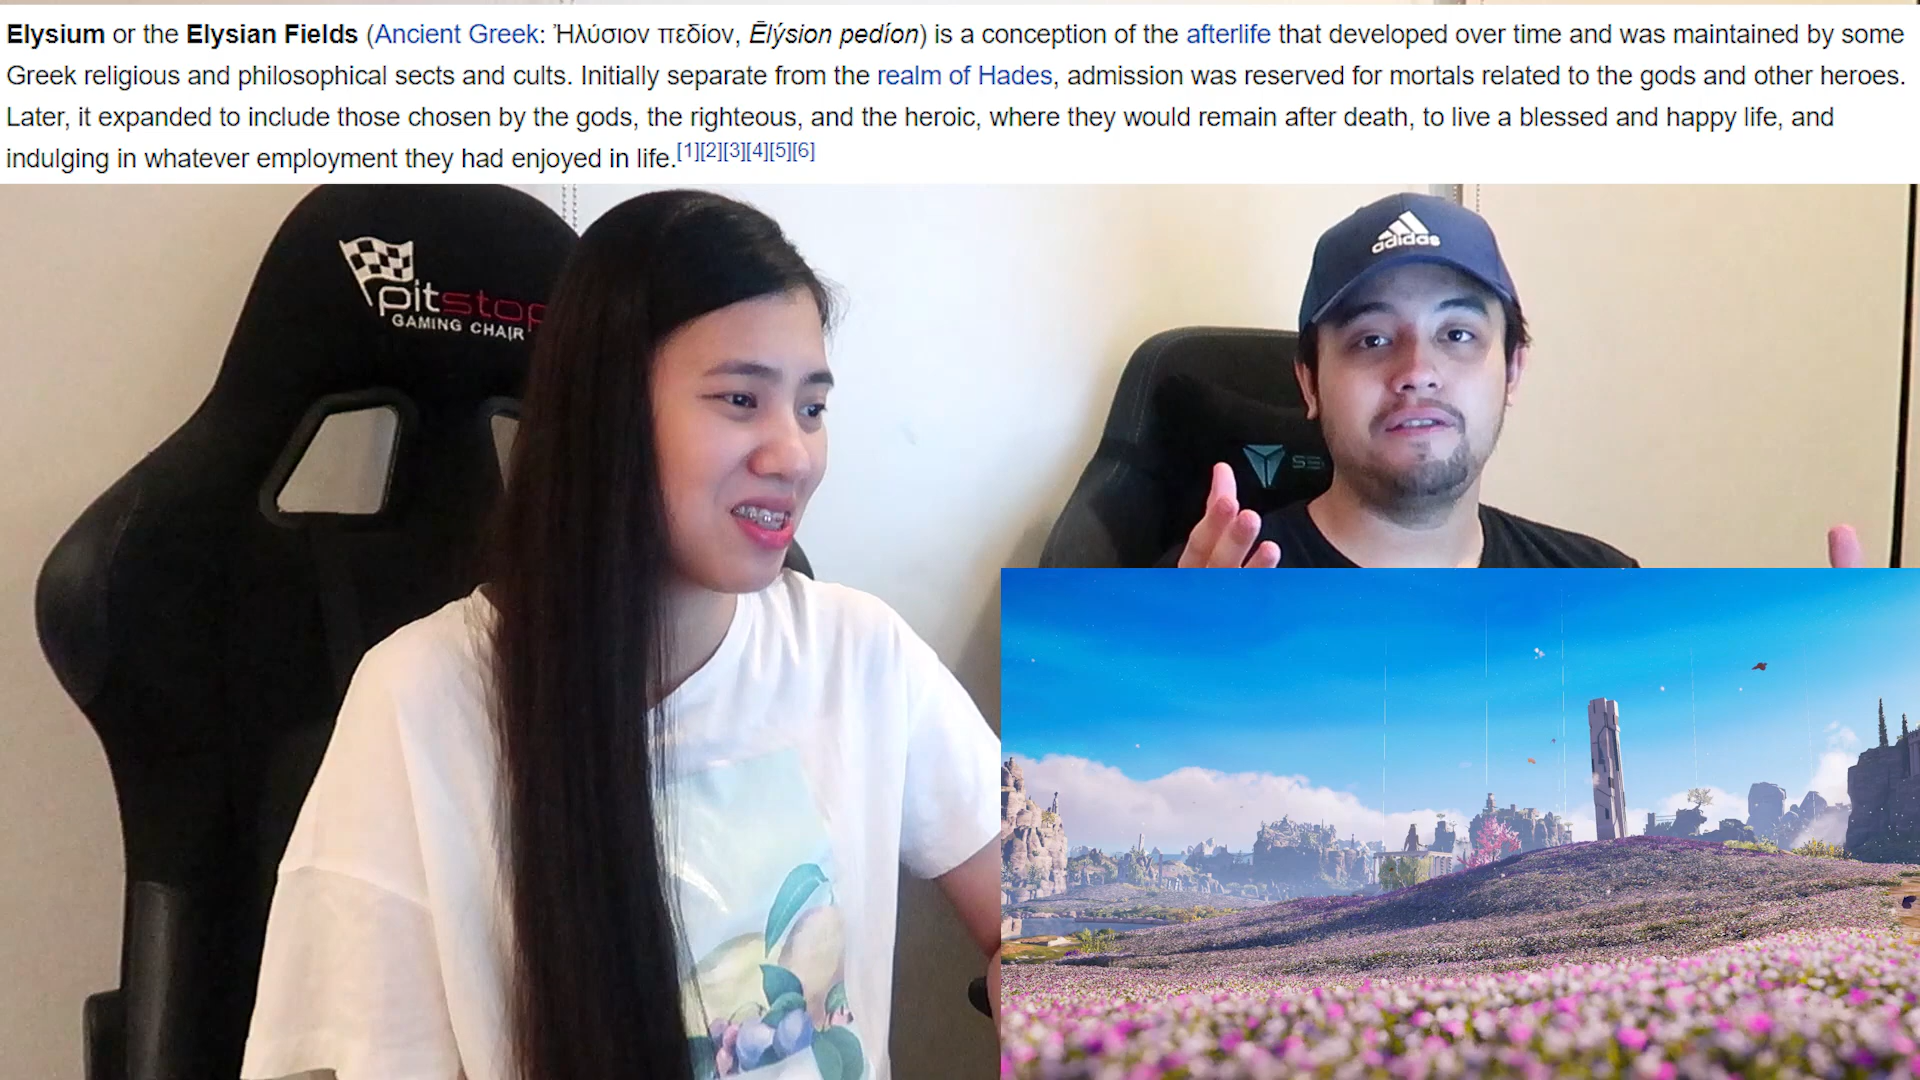 Elysium or the Elysian Fields (Ancient Greek: Ἠλύσιον πεδίον, Ēlýsion pedíon) is a conception of the afterlife that developed over time and was maintained by some
Greek religious and philosophical sects and cults. Initially separate from the realm of Hades, admission was reserved for mortals related to the gods and other heroes.
Later, it expanded to include those chosen by the gods, the righteous, and the heroic, where they would remain after death, to live a blessed and happy life, and
indulging in whatever employment they had enjoyed in life.[1][2][3][4][5][6]
adidas
pitstop
GAMING CHAIR